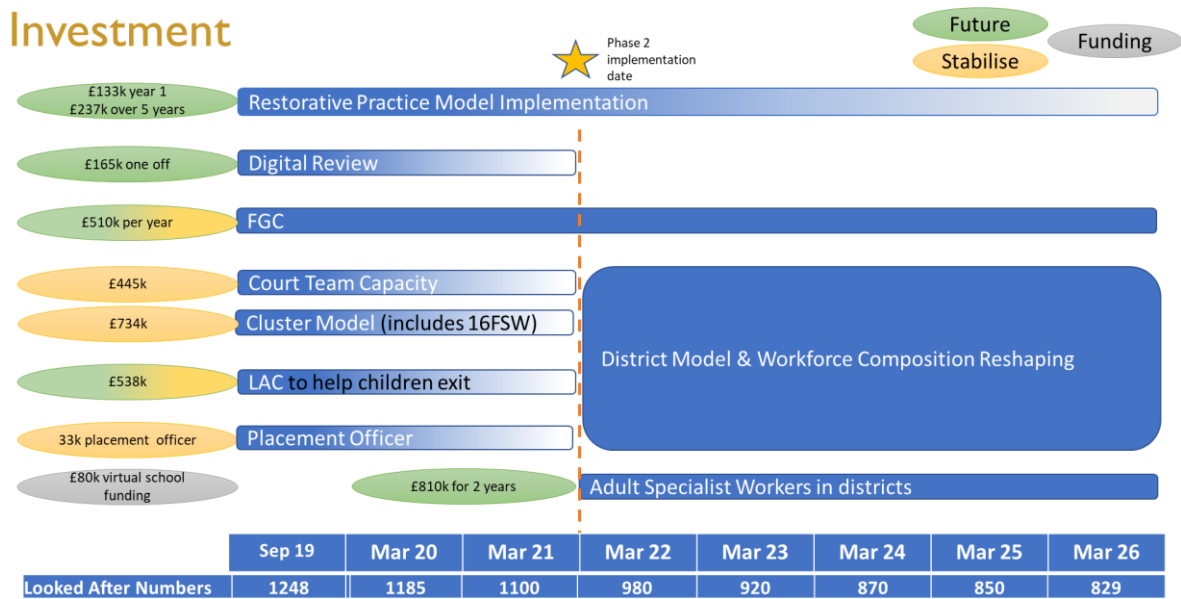 Investment
Future
Funding
Stabilise
Phase 2
implementation
date
£133k year 1
£237k over 5 years
Restorative Practice Model Implementation
£165k one off
Digital Review
£510k per year
FGC
£445k
Court Team Capacity
£734k
Cluster Model (includes 16FSW)
District Model & Workforce Composition Reshaping
£538k
LAC to help children exit
33k placement officer
Placement Officer
£80k virtual school
funding
£810k for 2 years
Adult Specialist Workers in districts
Sep 19 Mar 20 Mar 21 Mar 22 Mar 23 Mar 24 Mar 25 Mar 26
Looked After Numbers 1248 1185 1100 980 920 870 850 829